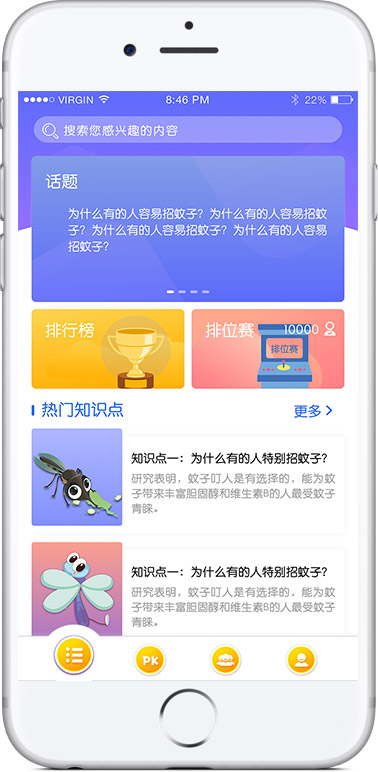 VIRGIN 8:46 PM 22%
搜索您感兴趣的内容
话题
为什么有的人容易招蚊子？为什么有的人容易招蚊
子？为什么有的人容易招蚊子？为什么有的人容易
招蚊子？
排行榜
排位赛 10000
排位赛
热门知识点 更多
知识点一：为什么有的人特别招蚊子？
研究表明，蚊子叮人是有选择的，能为蚊
子带来丰富胆固醇和维生素B的人最受蚊子
青睐。
知识点一：为什么有的人特别招蚊子？
研究表明，蚊子叮人是有选择的，能为蚊
子带来丰富胆固醇和维生素B的人最受蚊子
青睐。
PK